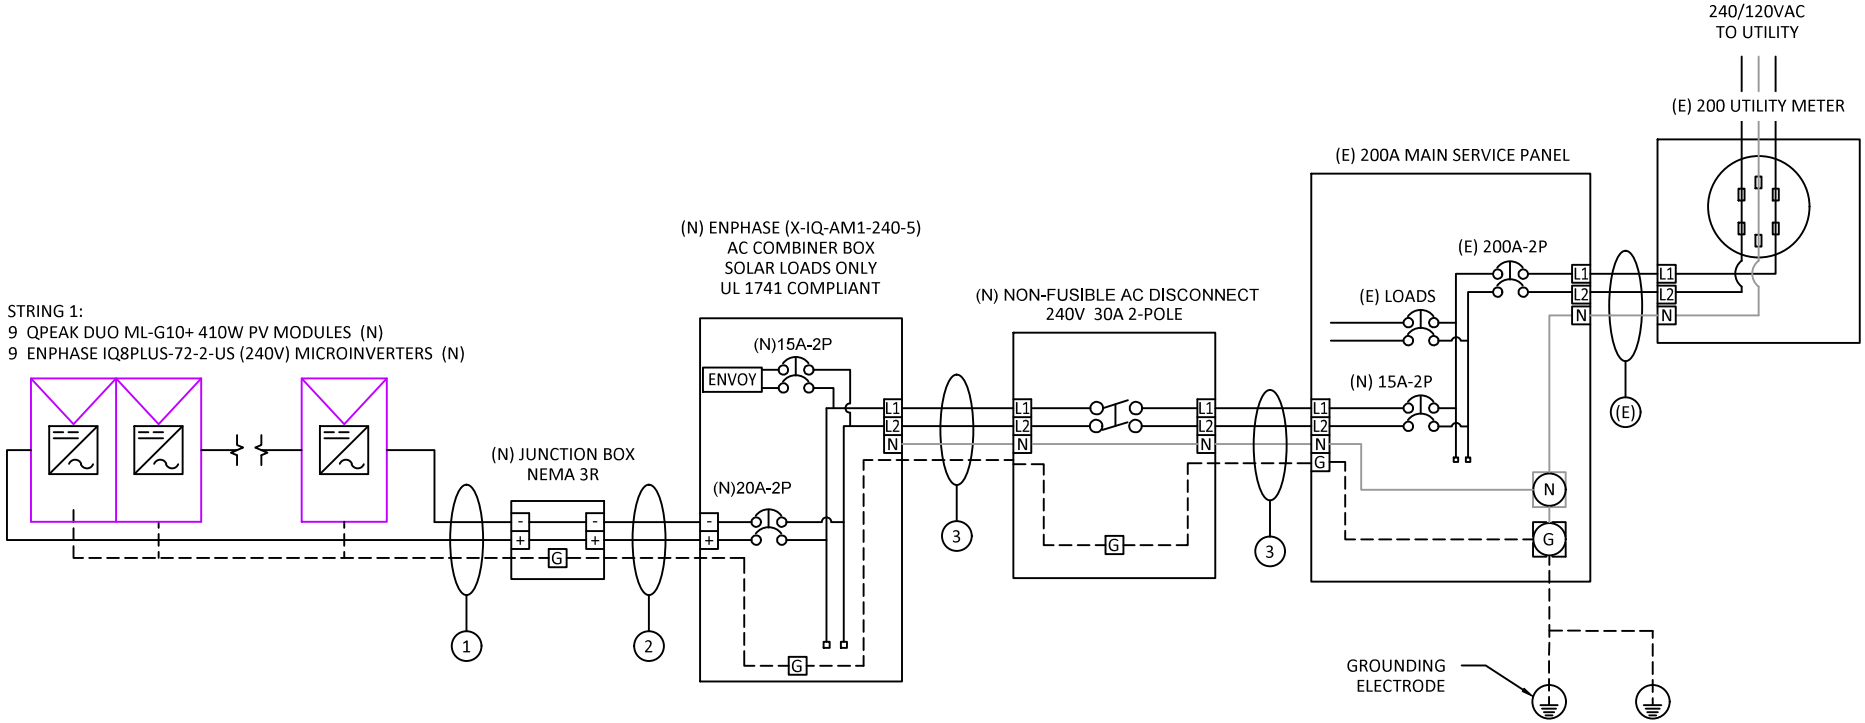 240/120VAC
TO UTILITY
(E) 200 UTILITY METER
(E) 200A MAIN SERVICE PANEL
(N) ENPHASE (X-IQ-AM1-240-5)
AC COMBINER BOX
SOLAR LOADS ONLY
UL 1741 COMPLIANT
(E) 200A-2P
L1
L1
L2
L2
N
N
(N) NON-FUSIBLE AC DISCONNECT
240V 30A 2-POLE
(E) LOADS
STRING 1:
9 QPEAK DUO ML-G10+ 410W PV MODULES (N)
9 ENPHASE IQ8PLUS-72-2-US (240V) MICROINVERTERS (N)
(N)15A-2P
ENVOY
(N) 15A-2P
L1
L2
N
L1
L2
N
L1
L2
N
L1
L2
N
G
(E)
(N) JUNCTION BOX
NEMA 3R
(N)20A-2P
-
+
-
+
-
+
G
N
G
3
3
G
1
2
G
GROUNDING
ELECTRODE